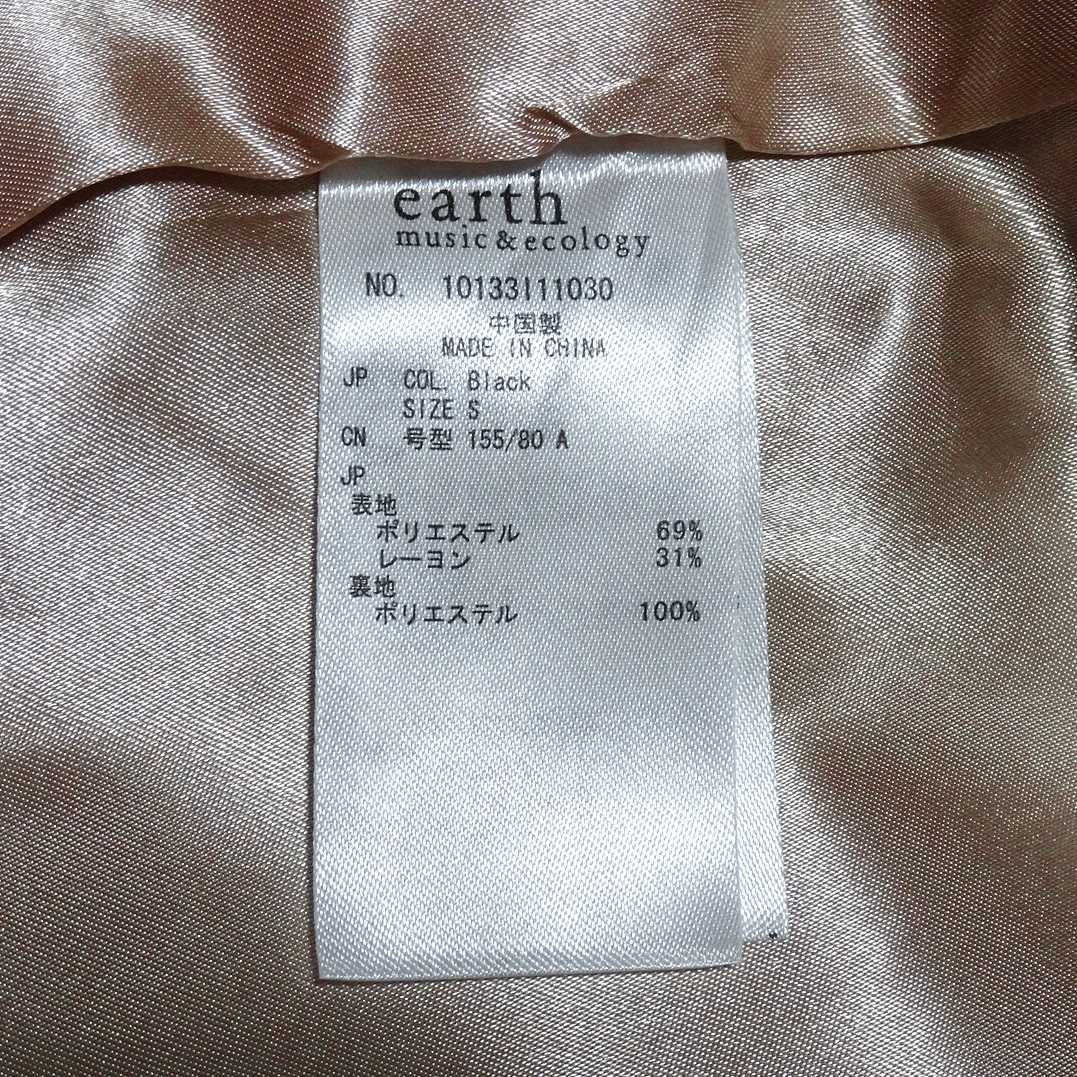 earth
music & ecology
NO. 10133111030
中国製
MADE IN CHINA
JP COL. Black
SIZE S
CN 号型 155/80 A
JP
表地
ポリエステル 69%
レーヨン 31%
裏地
ポリエステル 100%